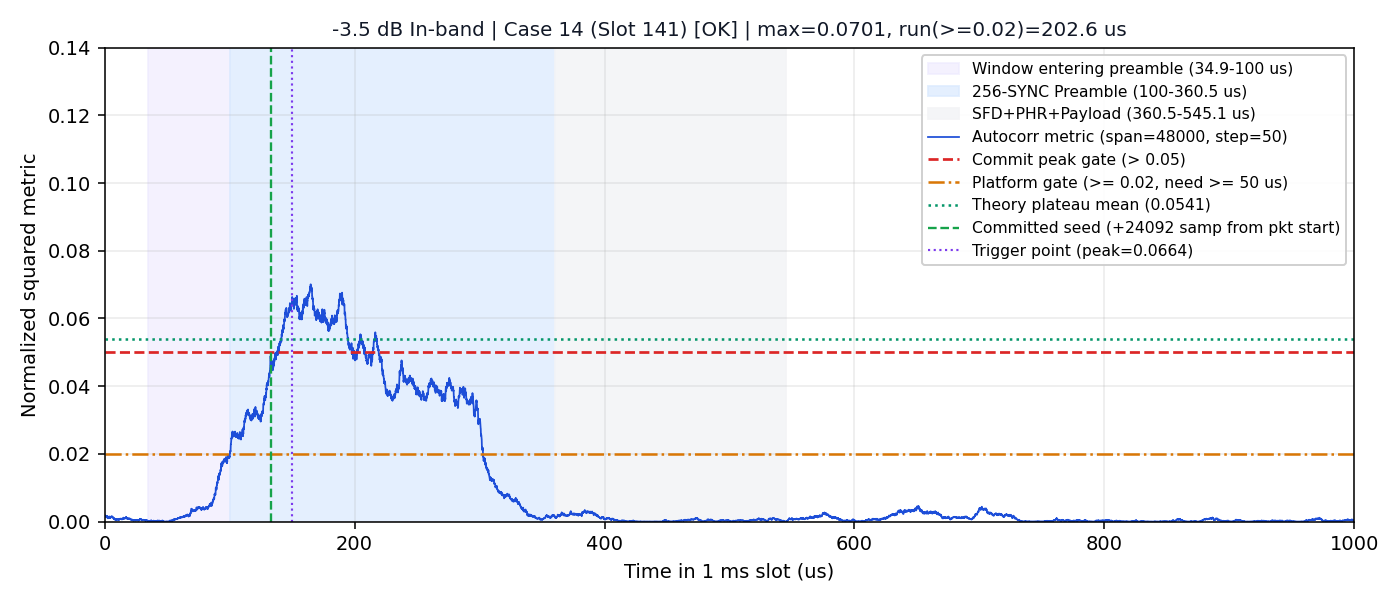 -3.5 dB In-band | Case 14 (Slot 141) [OK] | max=0.0701, run(>=0.02)=202.6 us
Normalized squared metric
0.14
0.12
0.10
0.08
0.06
0.04
0.02
0.00
Window entering preamble (34.9-100 us)
256-SYNC Preamble (100-360.5 us)
SFD+PHR+Payload (360.5-545.1 us)
Autocorr metric (span=48000, step=50)
Commit peak gate (> 0.05)
Platform gate (>= 0.02, need >= 50 us)
Theory plateau mean (0.0541)
Committed seed (+24092 samp from pkt start)
Trigger point (peak=0.0664)
0 200 400 600 800 1000
Time in 1 ms slot (us)